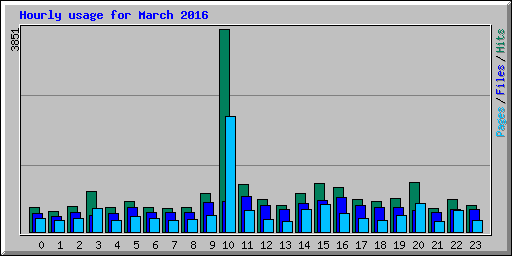 Hourly usage for March 2016
3851
Pages/Files/Hits
0 1 2 3 4 5 6 7 8 9 10 11 12 13 14 15 16 17 18 19 20 21 22 23